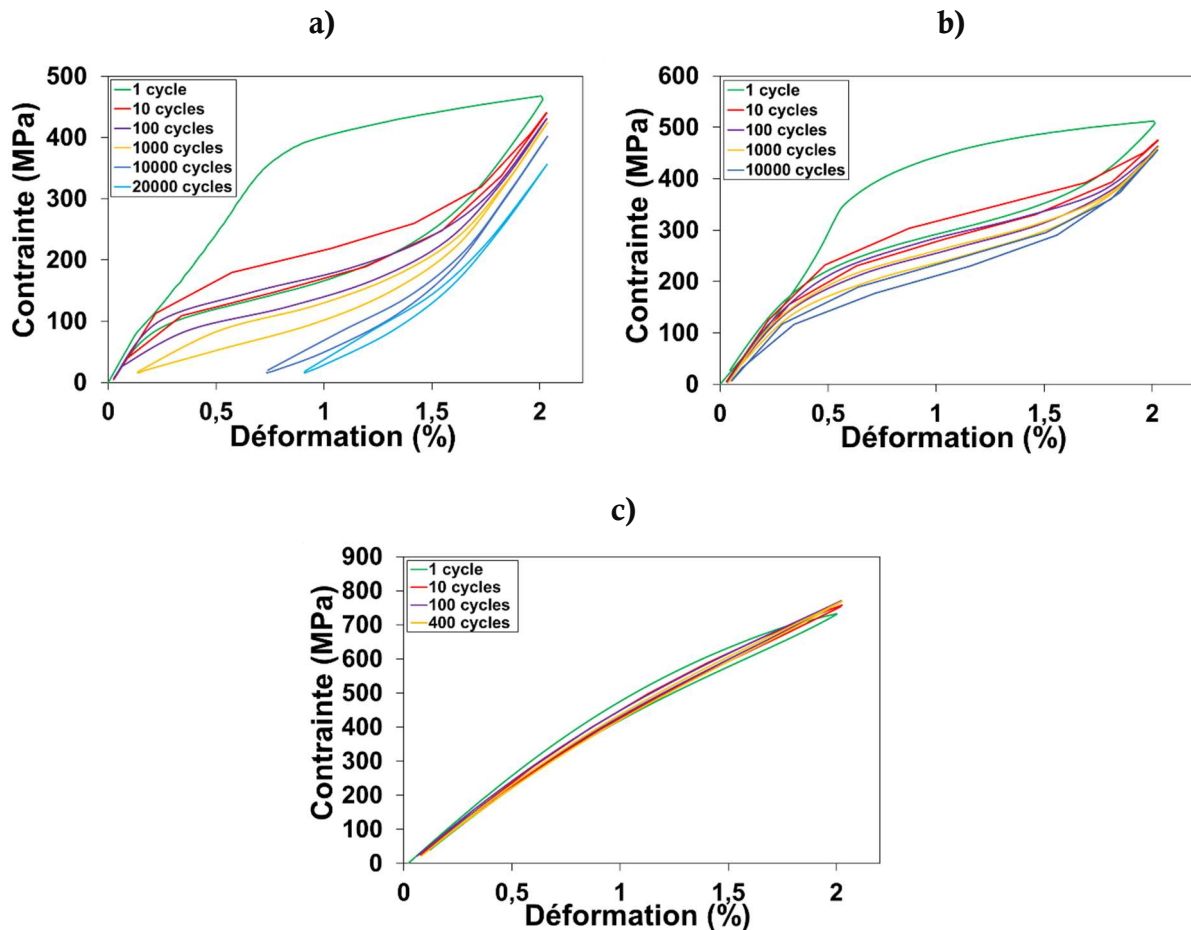 a)
Contrainte (MPa)
500
400
300
200
100
0
1 cycle
10 cycles
100 cycles
1000 cycles
10000 cycles
20000 cycles
0 0,5 1 1,5 2
Déformation (%)
b)
Contrainte (MPa)
600
500
400
300
200
100
0
1 cycle
10 cycles
100 cycles
1000 cycles
10000 cycles
0 0,5 1 1,5 2
Déformation (%)
c)
Contrainte (MPa)
900
800
700
600
500
400
300
200
100
0
1 cycle
10 cycles
100 cycles
400 cycles
0 0,5 1 1,5 2
Déformation (%)